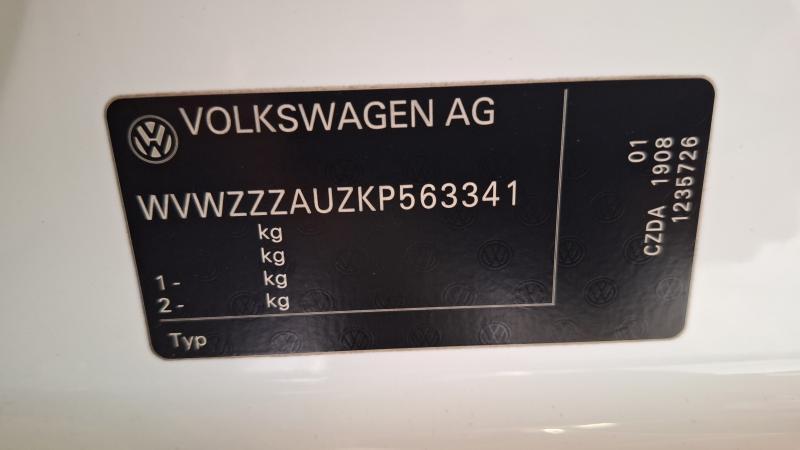 VOLKSWAGEN AG
WVWZZZAUZKP563341
kg
kg
1- kg
2- kg
Typ
01
CZDA 1908
1235726